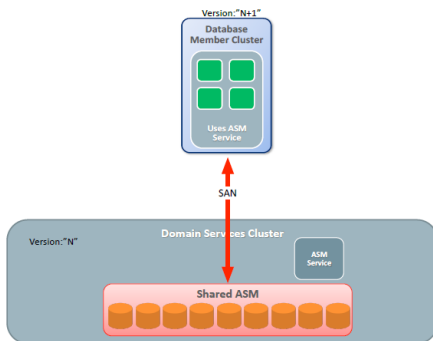 Version:"N+1"
Database
Member Cluster
Uses ASM
Service
SAN
Domain Services Cluster
Version:"N"
ASM
Service
Shared ASM